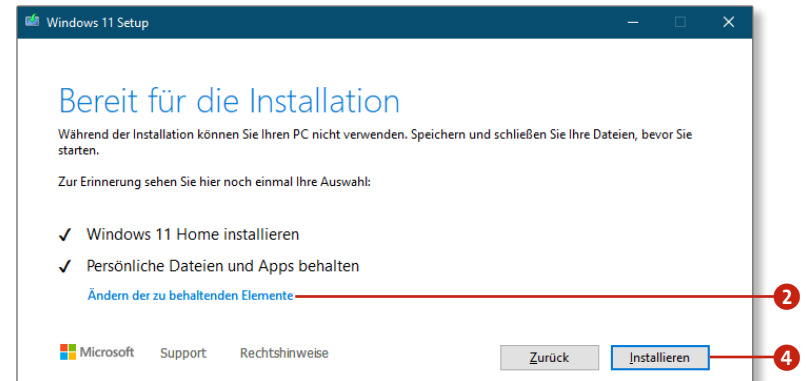 Windows 11 Setup
Bereit für die Installation
Während der Installation können Sie Ihren PC nicht verwenden. Speichern und schließen Sie Ihre Dateien, bevor Sie
starten.
Zur Erinnerung sehen Sie hier noch einmal Ihre Auswahl:
✓ Windows 11 Home installieren
✓ Persönliche Dateien und Apps behalten
Ändern der zu behaltenden Elemente 2
Microsoft Support Rechtshinweise Zurück Installieren 4